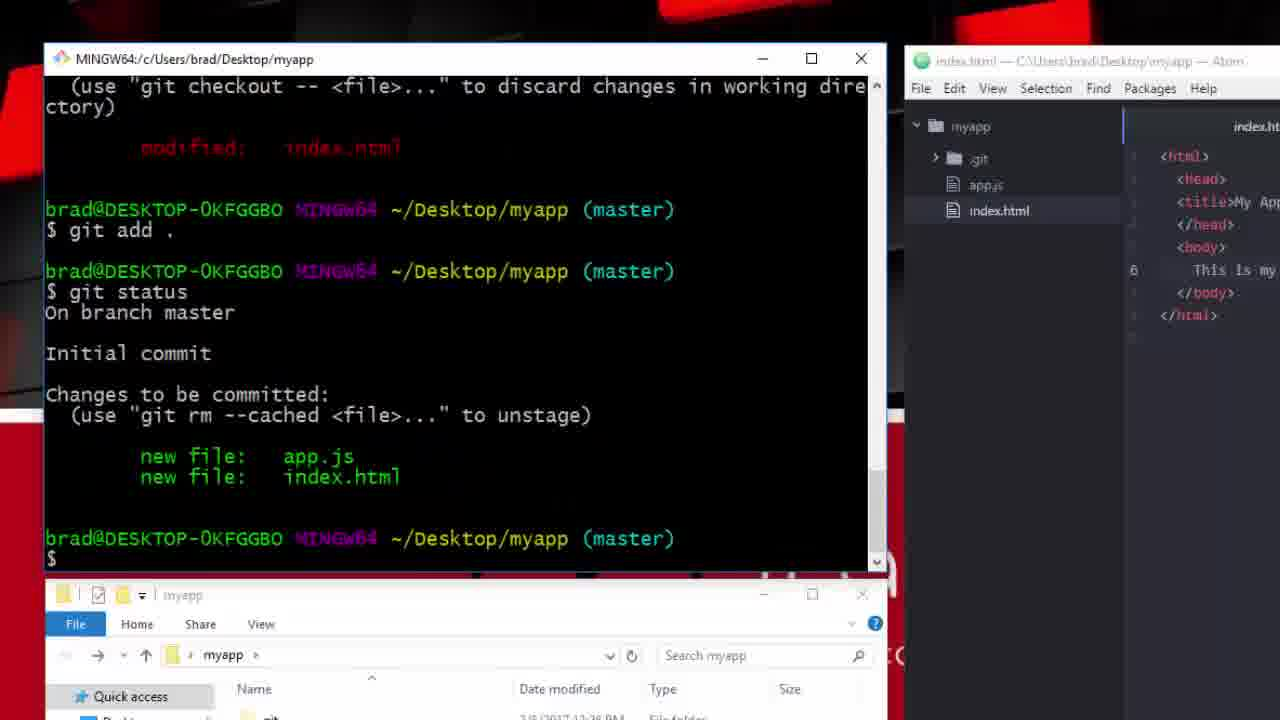 MINGW64:/c/Users/brad/Desktop/myapp
(use "git checkout -- <file>..." to discard changes in working dire
ctory)
modified: index.html
brad@DESKTOP-0KFGGBO MINGW64 ~/Desktop/myapp (master)
$ git add .
brad@DESKTOP-0KFGGBO MINGW64 ~/Desktop/myapp (master)
$ git status
On branch master
Initial commit
Changes to be committed:
(use "git rm --cached <file>..." to unstage)
new file: app.js
new file: index.html
brad@DESKTOP-0KFGGBO MINGW64 ~/Desktop/myapp (master)
$
myapp
File Home Share View
myapp
Search myapp
Quick access
Name Date modified Type Size
index.html — C:\Users\brad\Desktop\myapp — Atom
File Edit View Selection Find Packages Help
myapp
.git
app.js
index.html
index.ht
<html>
<head>
<title>My App
</head>
<body>
6 This is my
</body>
</html>